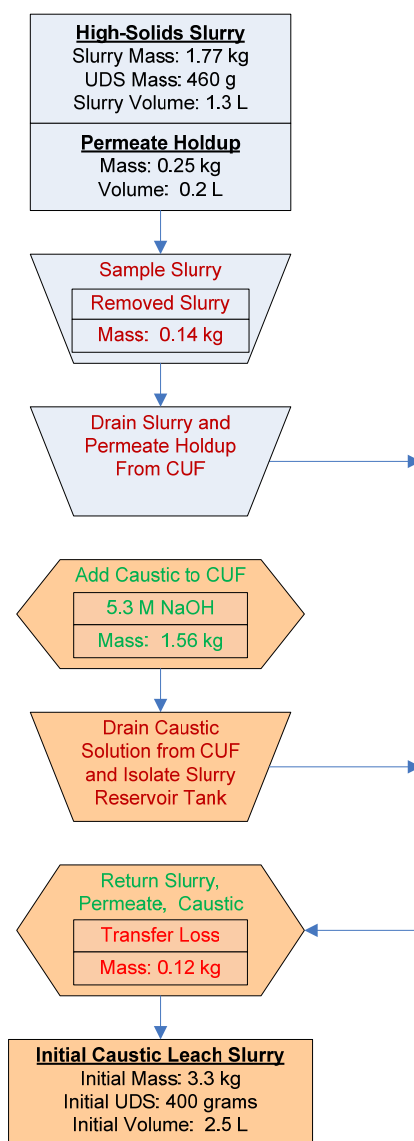 High-Solids Slurry
Slurry Mass: 1.77 kg
UDS Mass: 460 g
Slurry Volume: 1.3 L
Permeate Holdup
Mass: 0.25 kg
Volume: 0.2 L
Sample Slurry
Removed Slurry
Mass: 0.14 kg
Drain Slurry and
Permeate Holdup
From CUF
Add Caustic to CUF
5.3 M NaOH
Mass: 1.56 kg
Drain Caustic
Solution from CUF
and Isolate Slurry
Reservoir Tank
Return Slurry,
Permeate, Caustic
Transfer Loss
Mass: 0.12 kg
Initial Caustic Leach Slurry
Initial Mass: 3.3 kg
Initial UDS: 400 grams
Initial Volume: 2.5 L